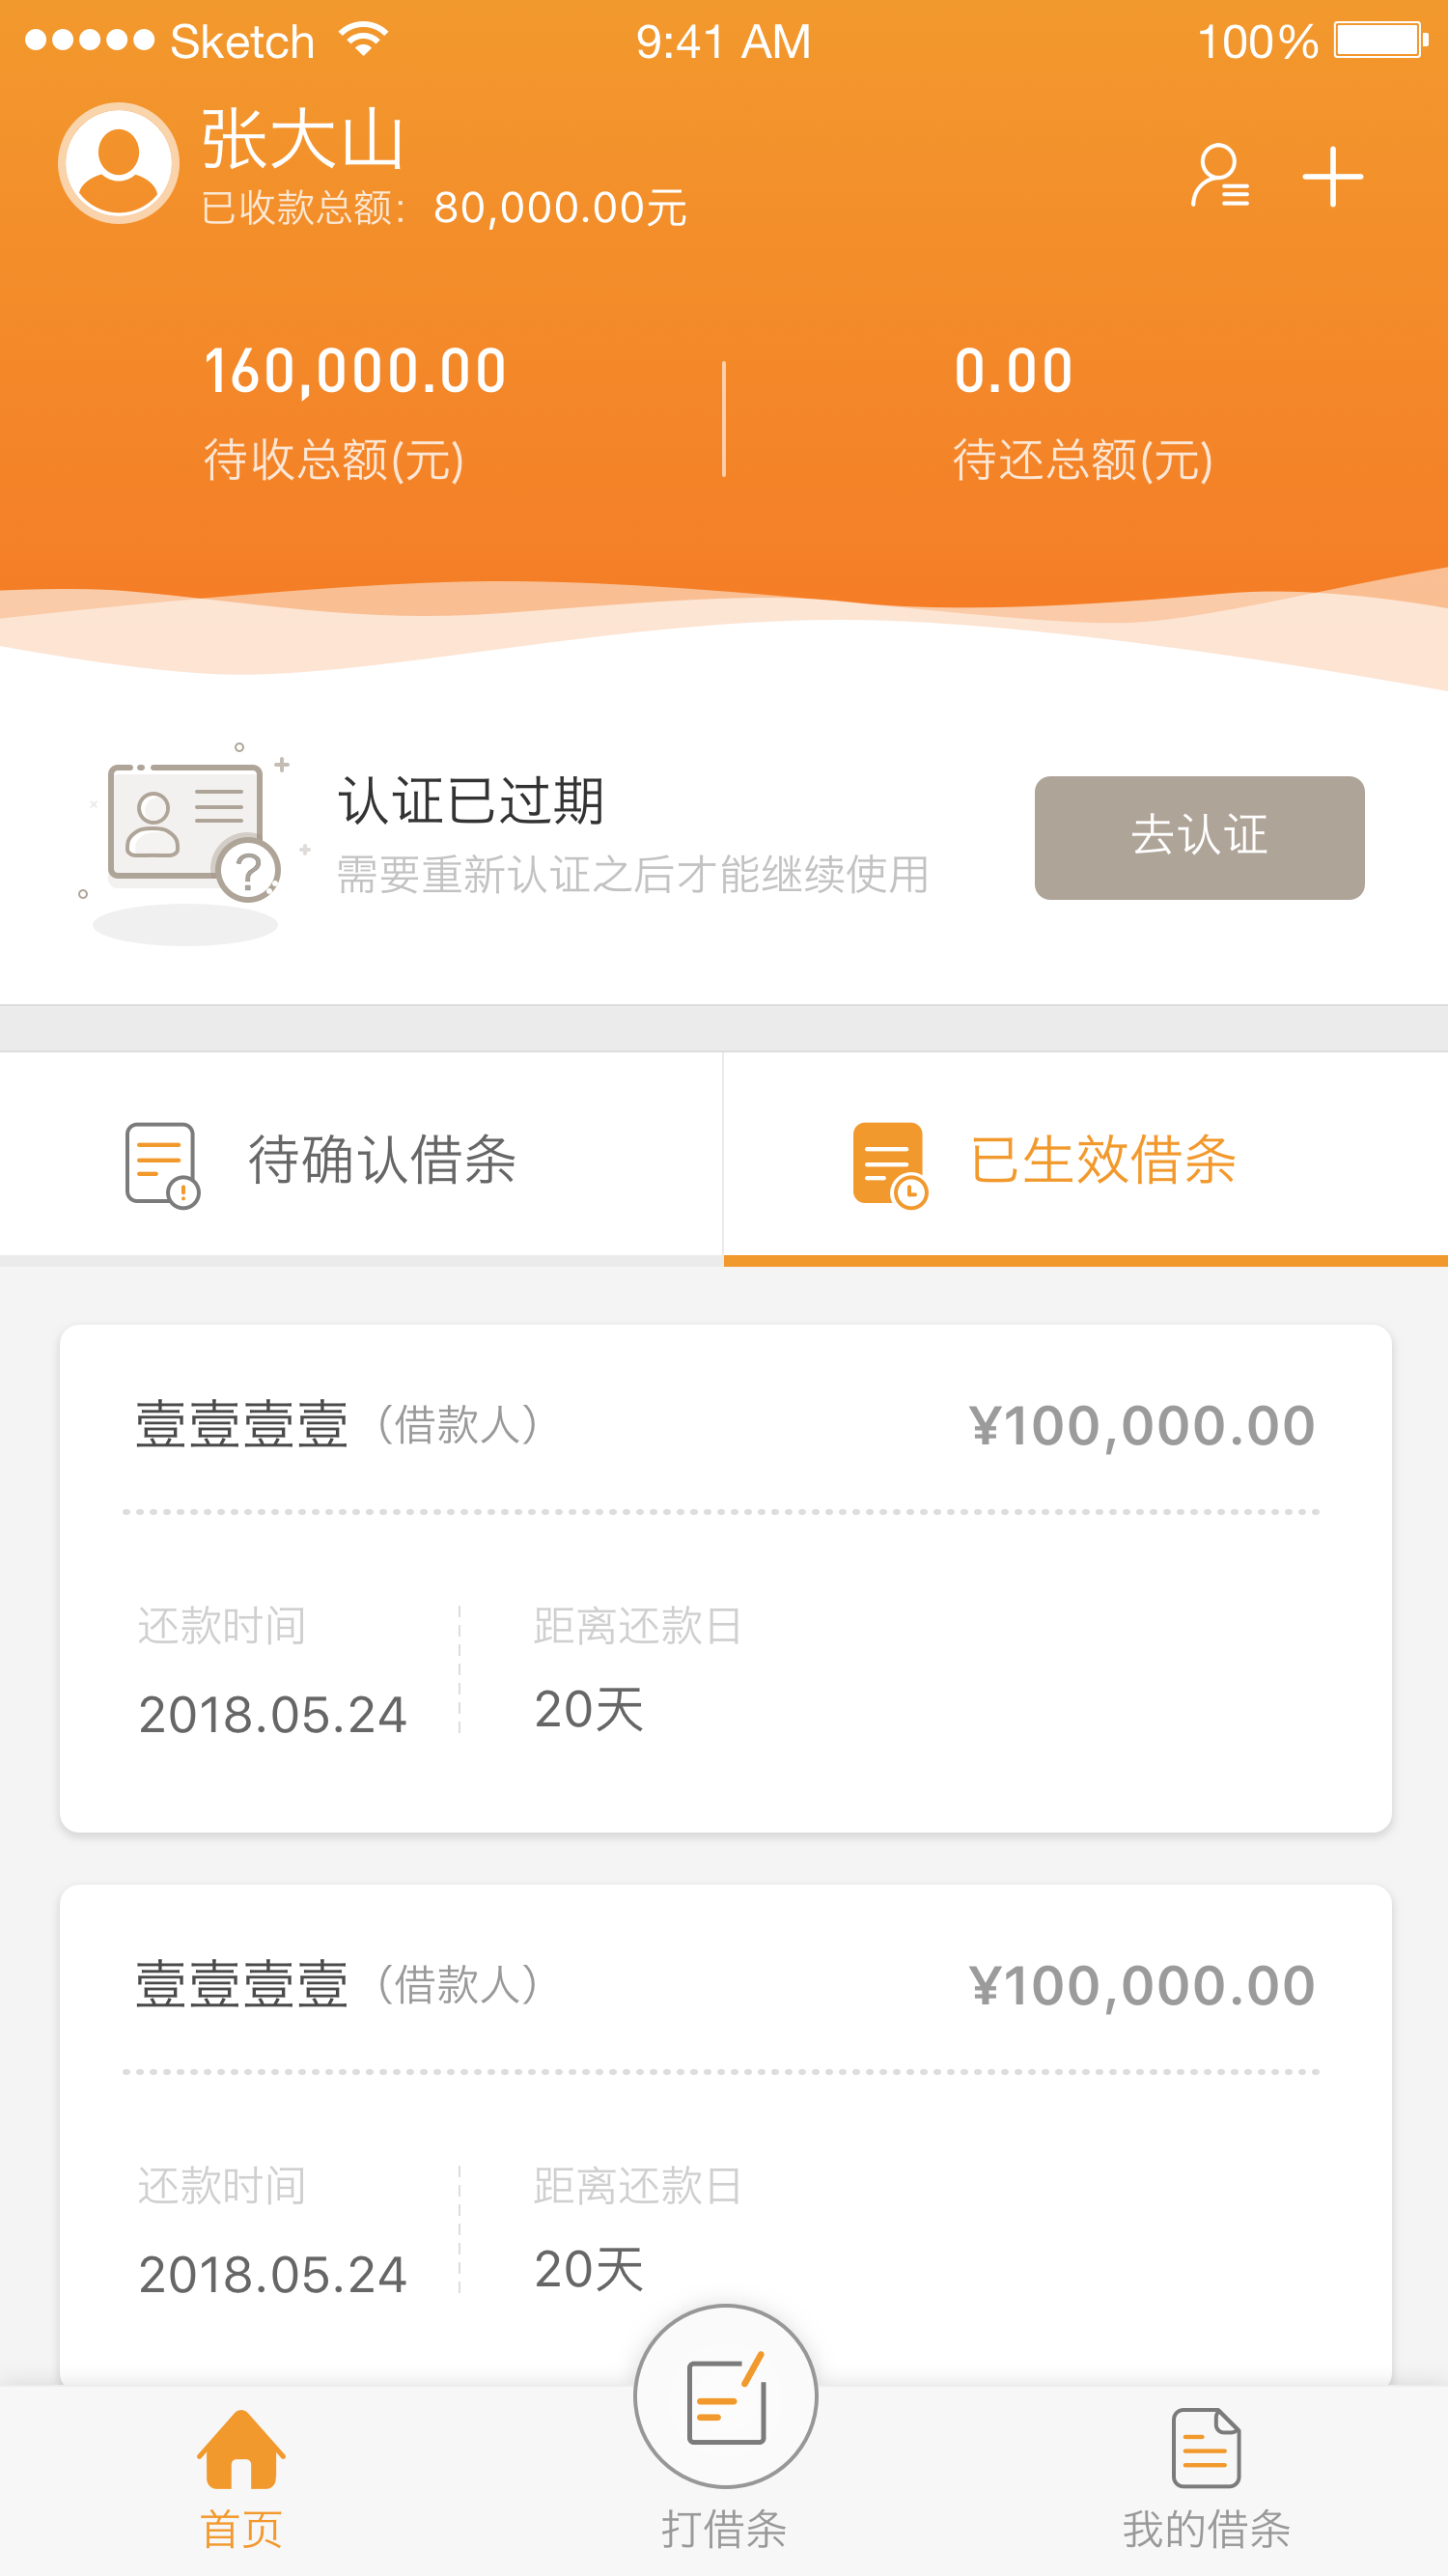 Sketch 9:41 AM 100%
张大山
已收款总额： 80,000.00元
160,000.00 0.00
待收总额(元) 待还总额(元)
认证已过期
需要重新认证之后才能继续使用
去认证
待确认借条 已生效借条
壹壹壹壹（借款人） ¥100,000.00
还款时间 距离还款日
2018.05.24 20天
壹壹壹壹（借款人） ¥100,000.00
还款时间 距离还款日
2018.05.24 20天
首页 打借条 我的借条